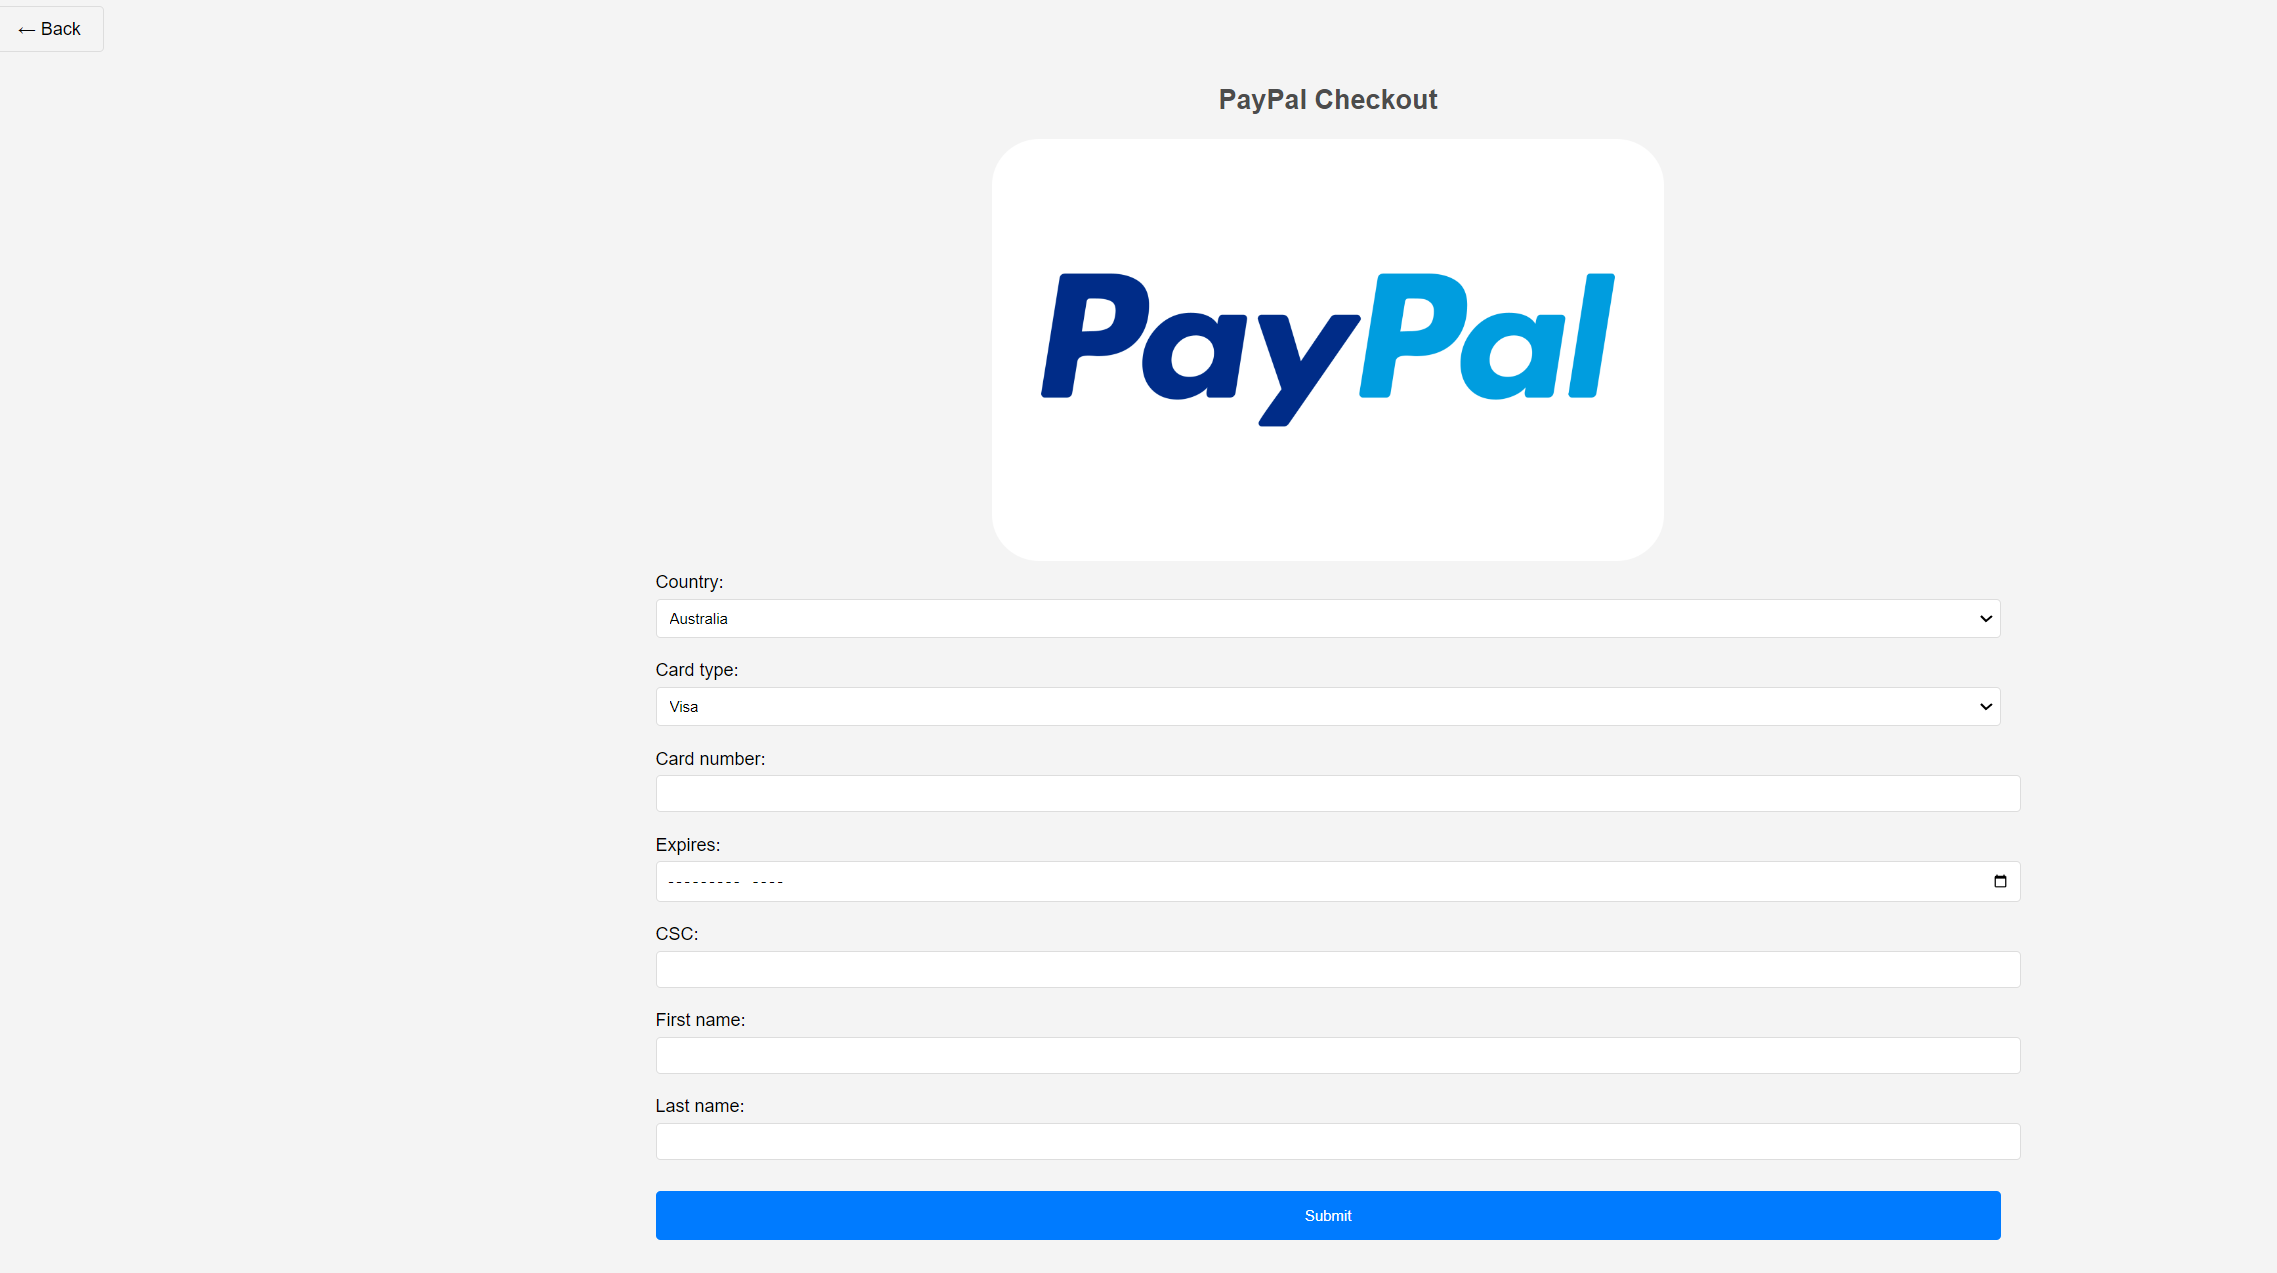 ← Back
PayPal Checkout
PayPal
Country:
Australia
Card type:
Visa
Card number:
Expires:
--------- ----
CSC:
First name:
Last name:
Submit